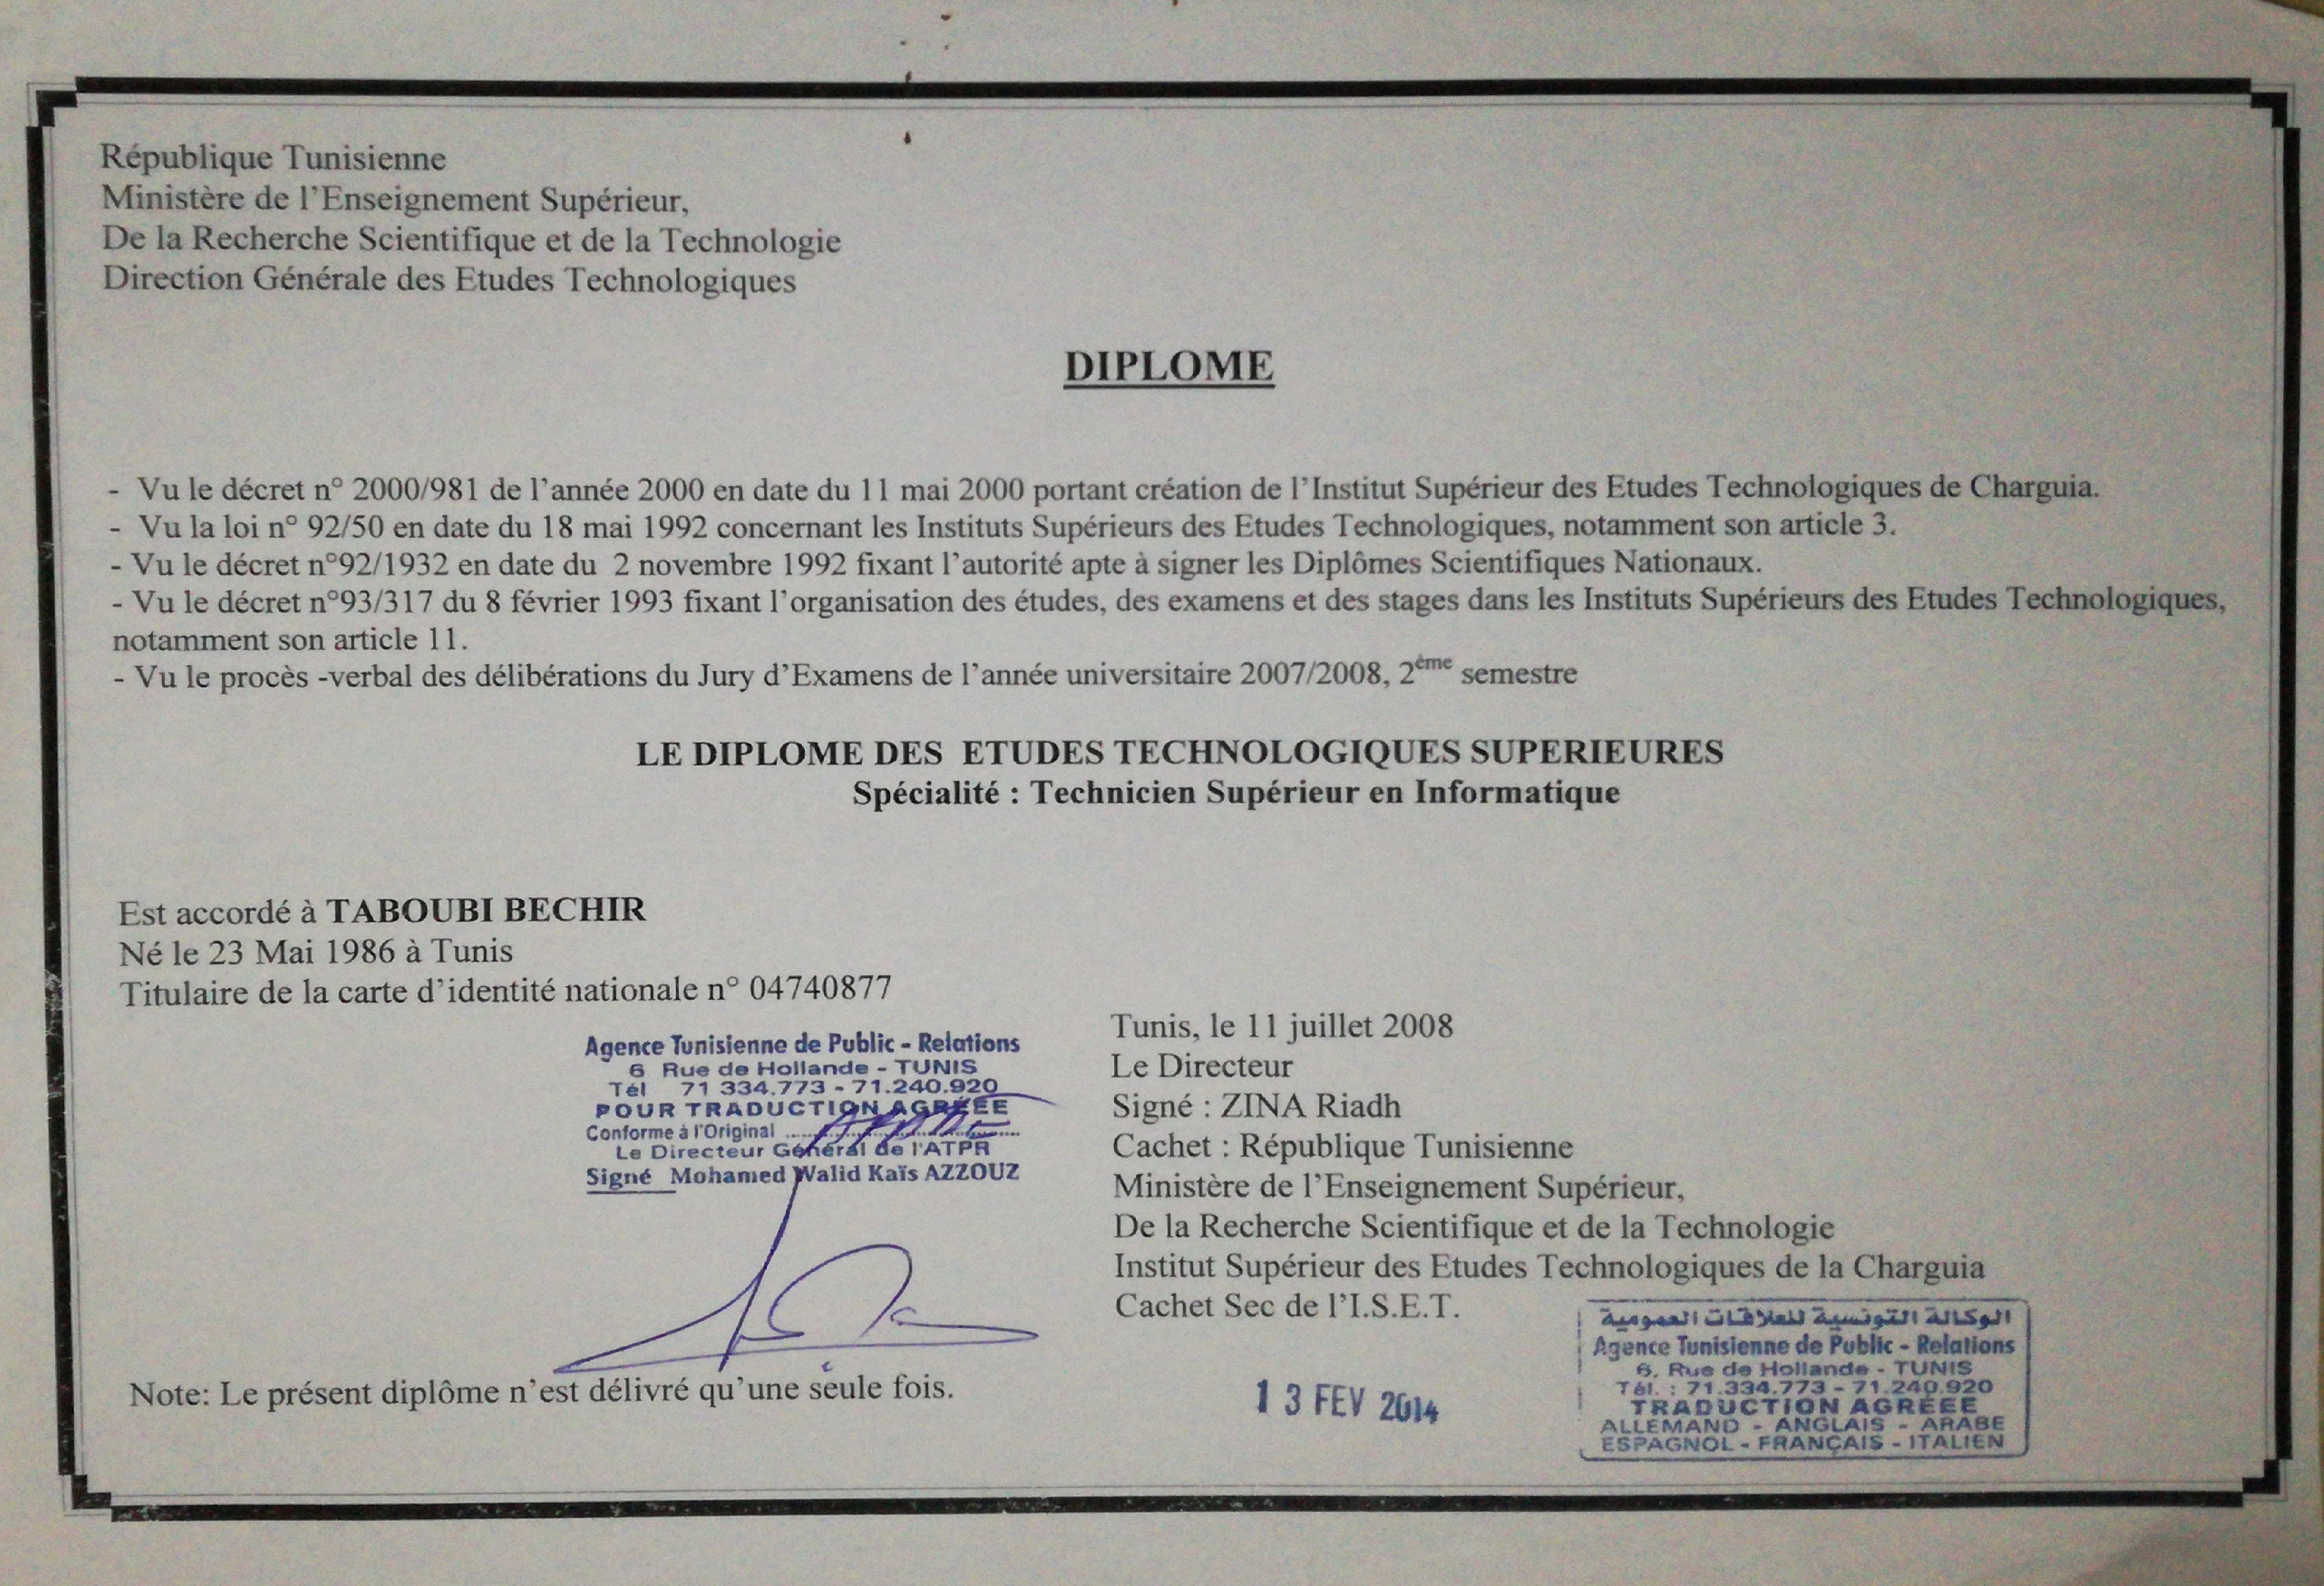 République Tunisienne
Ministère de l'Enseignement Supérieur,
De la Recherche Scientifique et de la Technologie
Direction Générale des Etudes Technologiques
DIPLOME
- Vu le décret n° 2000/981 de l'année 2000 en date du 11 mai 2000 portant création de l'Institut Supérieur des Etudes Technologiques de Charguia.
- Vu la loi n° 92/50 en date du 18 mai 1992 concernant les Instituts Supérieurs des Etudes Technologiques, notamment son article 3.
- Vu le décret n°92/1932 en date du 2 novembre 1992 fixant l'autorité apte à signer les Diplômes Scientifiques Nationaux.
- Vu le décret n°93/317 du 8 février 1993 fixant l'organisation des études, des examens et des stages dans les Instituts Supérieurs des Etudes Technologiques,
notamment son article 11.
- Vu le procès -verbal des délibérations du Jury d'Examens de l'année universitaire 2007/2008, 2ème semestre
LE DIPLOME DES ETUDES TECHNOLOGIQUES SUPERIEURES
Spécialité : Technicien Supérieur en Informatique
Est accordé à TABOUBI BECHIR
Né le 23 Mai 1986 à Tunis
Titulaire de la carte d'identité nationale n° 04740877
Agence Tunisienne de Public - Relations
6 Rue de Hollande - TUNIS
Tél 71 334.773 - 71.240.920
POUR TRADUCTION AGRÉÉE
Conforme à l'Original
Le Directeur Général de l'ATPR
Signé Mohamed Walid Kaïs AZZOUZ
Tunis, le 11 juillet 2008
Le Directeur
Signé : ZINA Riadh
Cachet : République Tunisienne
Ministère de l'Enseignement Supérieur,
De la Recherche Scientifique et de la Technologie
Institut Supérieur des Etudes Technologiques de la Charguia
Cachet Sec de l'I.S.E.T.
Note: Le présent diplôme n'est délivré qu'une seule fois.
13 FEV 2014
الوكالة التونسية للعلاقات العمومية
Agence Tunisienne de Public - Relations
6, Rue de Hollande - TUNIS
Tél. : 71.334.773 - 71.240.920
TRADUCTION AGRÉÉE
ALLEMAND - ANGLAIS - ARABE
ESPAGNOL - FRANÇAIS - ITALIEN